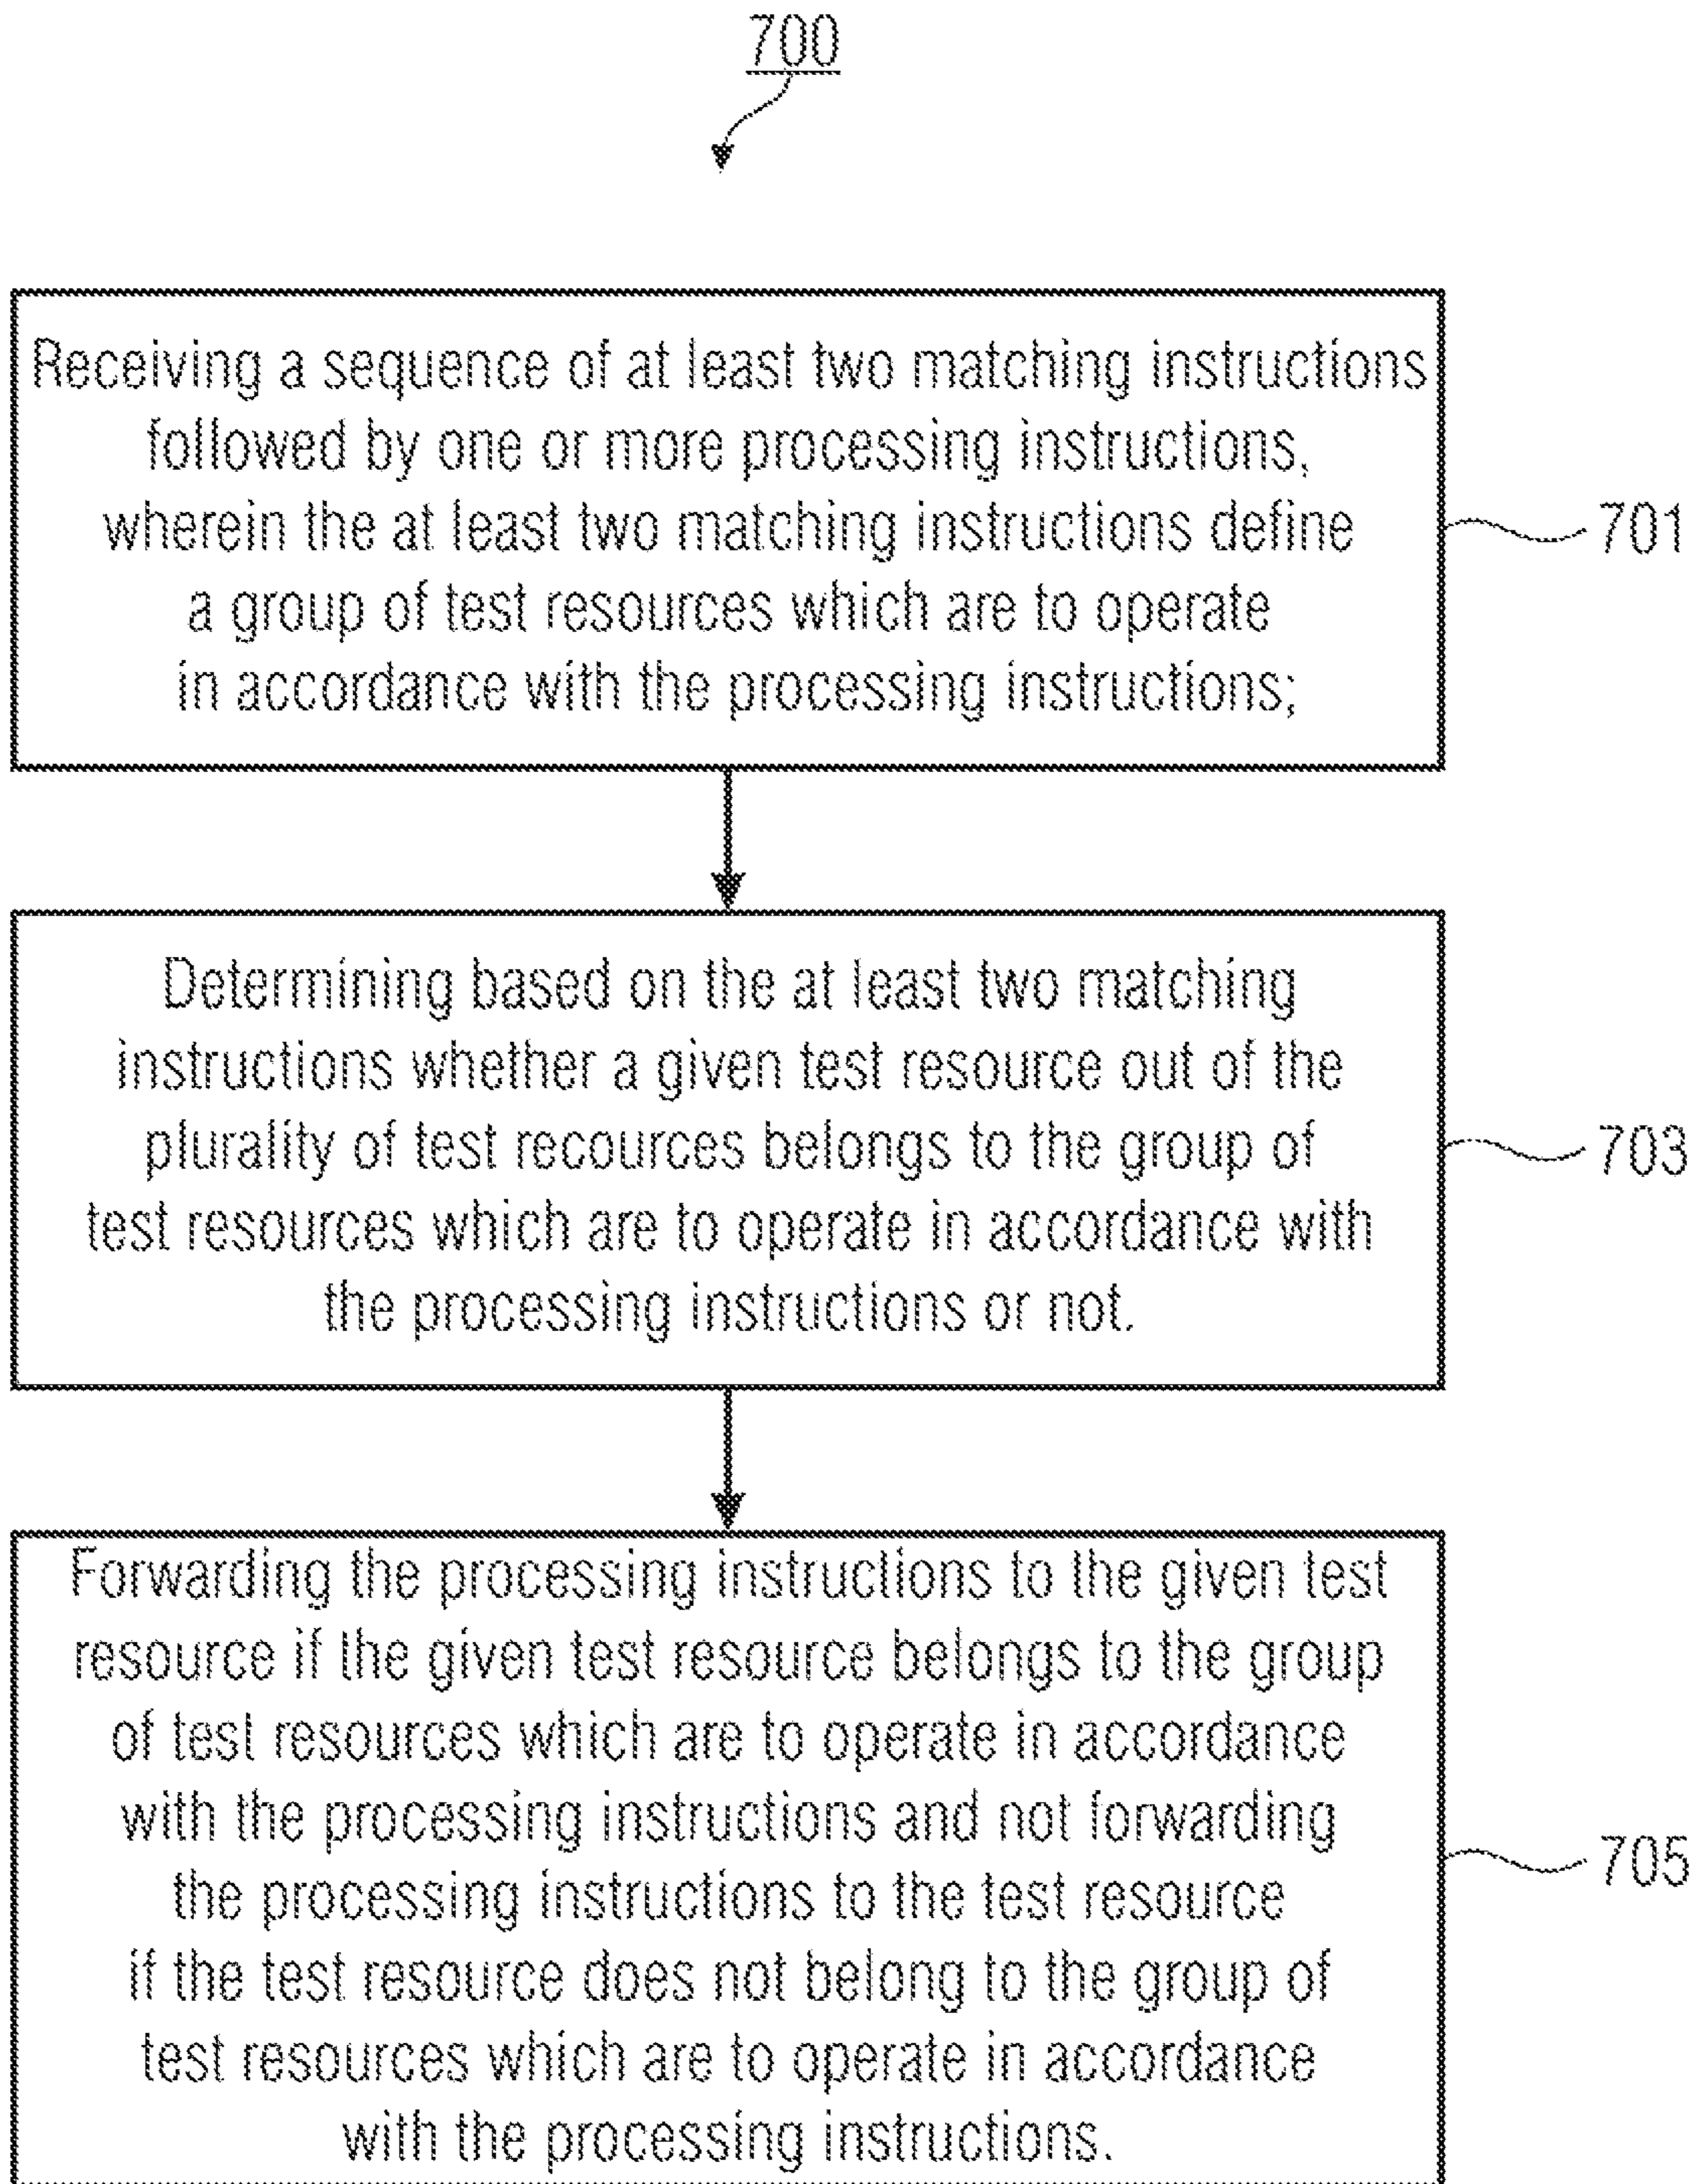 700
Receiving a sequence of at least two matching instructions
followed by one or more processing instructions,
wherein the at least two matching instructions define
a group of test resources which are to operate
in accordance with the processing instructions;
701
Determining based on the at least two matching
instructions whether a given test resource out of the
plurality of test recources belongs to the group of
test resources which are to operate in accordance with
the processing instructions or not.
703
Forwarding the processing instructions to the given test
resource if the given test resource belongs to the group
of test resources which are to operate in accordance
with the processing instructions and not forwarding
the processing instructions to the test resource
if the test resource does not belong to the group of
test resources which are to operate in accordance
with the processing instructions.
705